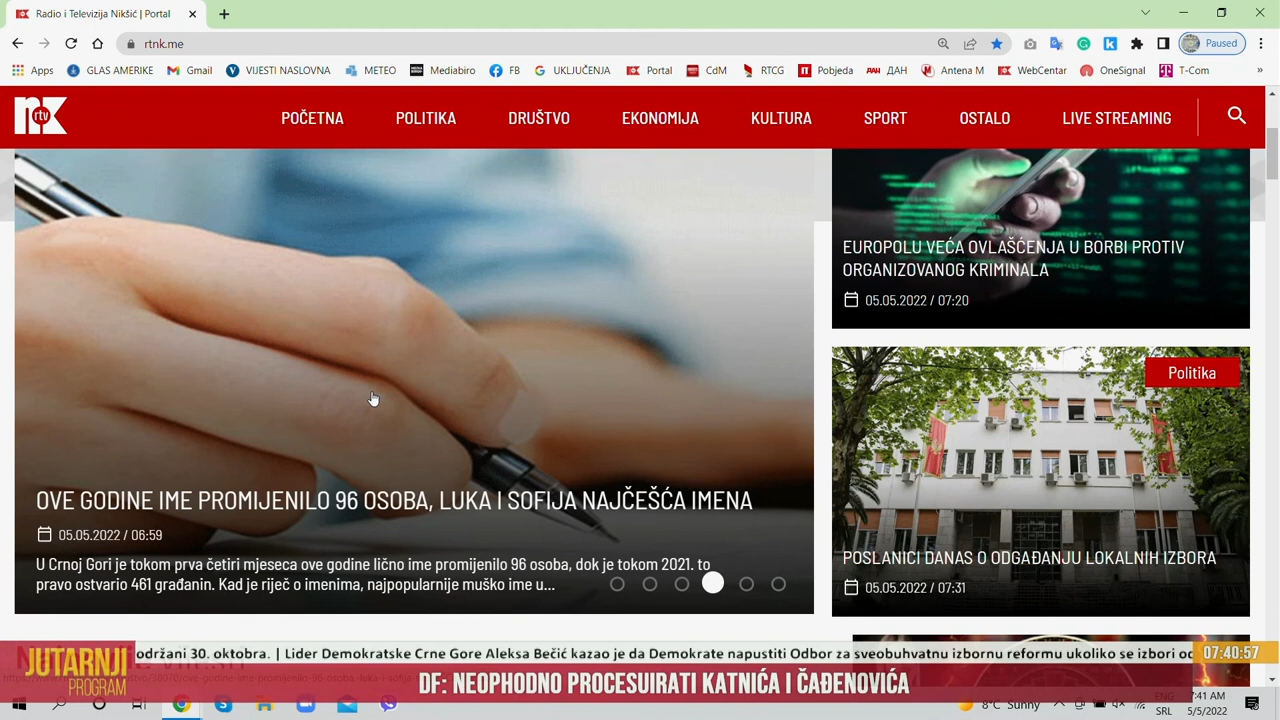 Radio i Televizija Nikšić | Portal
rtnk.me
Paused
Apps
GLAS AMERIKE
Gmail
VIJESTI NASLOVNA
METEO
Mediabiro
FB
UKLJUČENJA
Portal
CdM
RTCG
Pobjeda
ДАН
Antena M
WebCentar
OneSignal
T-Com
»
rtv
POČETNA
POLITIKA
DRUŠTVO
EKONOMIJA
KULTURA
SPORT
OSTALO
LIVE STREAMING
EUROPOLU VEĆA OVLAŠĆENJA U BORBI PROTIV
ORGANIZOVANOG KRIMINALA
05.05.2022 / 07:20
Politika
OVE GODINE IME PROMIJENILO 96 OSOBA, LUKA I SOFIJA NAJČEŠĆA IMENA
05.05.2022 / 06:59
U Crnoj Gori je tokom prva četiri mjeseca ove godine lično ime promijenilo 96 osoba, dok je tokom 2021. to
pravo ostvario 461 građanin. Kad je riječ o imenima, najpopularnije muško ime u...
POSLANICI DANAS O ODGAĐANJU LOKALNIH IZBORA
05.05.2022 / 07:31
JUTARNJI
PROGRAM
održani 30. oktobra. | Lider Demokratske Crne Gore Aleksa Bečić kazao je da Demokrate napustiti Odbor za sveobuhvatnu izbornu reformu ukoliko se izbori od
07:40:57
DF: NEOPHODNO PROCESUIRATI KATNIĆA I ČAĐENOVIĆA
8°C Sunny
ENG
SRL
7:41 AM
5/5/2022